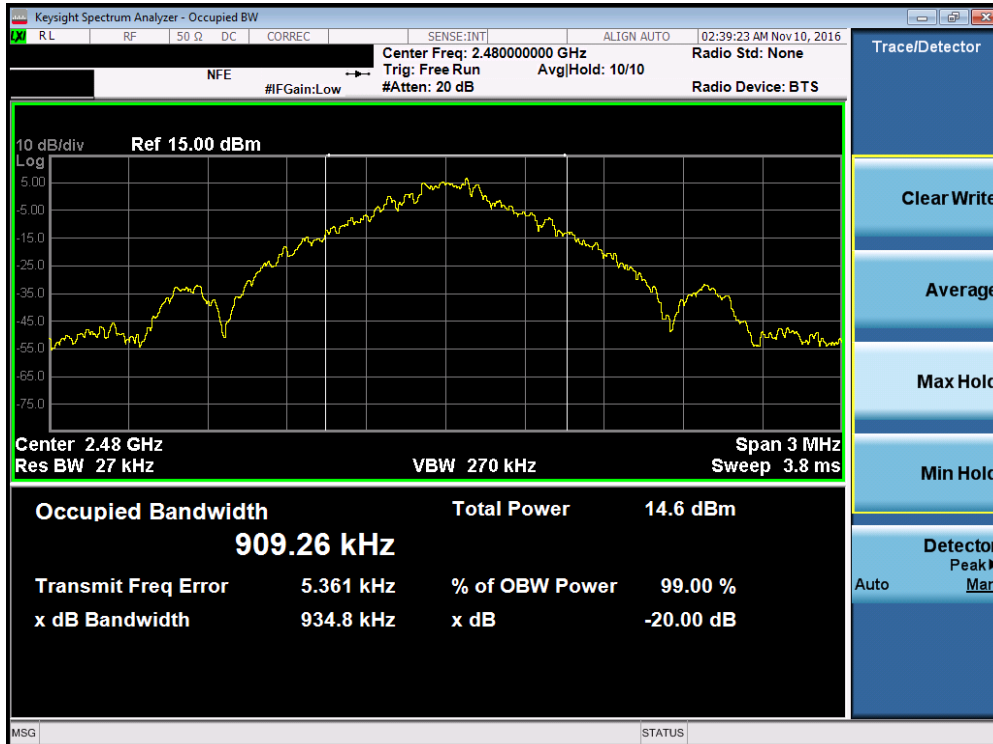 Keysight Spectrum Analyzer - Occupied BW
LXI RL RF 50 Ω DC CORREC SENSE:INT ALIGN AUTO 02:39:23 AM Nov 10, 2016
Center Freq: 2.480000000 GHz Radio Std: None
NFE Trig: Free Run Avg|Hold: 10/10
#IFGain:Low #Atten: 20 dB Radio Device: BTS
Trace/Detector
10 dB/div Ref 15.00 dBm
Log
5.00
-5.00
-15.0
-25.0
-35.0
-45.0
-55.0
-65.0
-75.0
Center 2.48 GHz Span 3 MHz
Res BW 27 kHz VBW 270 kHz Sweep 3.8 ms
Occupied Bandwidth Total Power 14.6 dBm
909.26 kHz
Transmit Freq Error 5.361 kHz % of OBW Power 99.00 %
x dB Bandwidth 934.8 kHz x dB -20.00 dB
Clear Write
Average
Max Hold
Min Hold
Detector
Peak
Auto Man
MSG STATUS